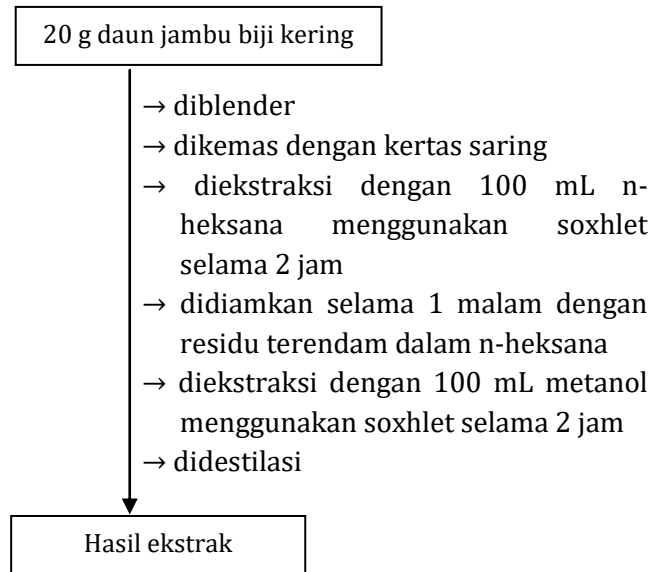 20 g daun jambu biji kering
→ diblender
→ dikemas dengan kertas saring
→ diekstraksi dengan 100 mL n-
heksana menggunakan soxhlet
selama 2 jam
→ didiamkan selama 1 malam dengan
residu terendam dalam n-heksana
→ diekstraksi dengan 100 mL metanol
menggunakan soxhlet selama 2 jam
→ didestilasi
Hasil ekstrak